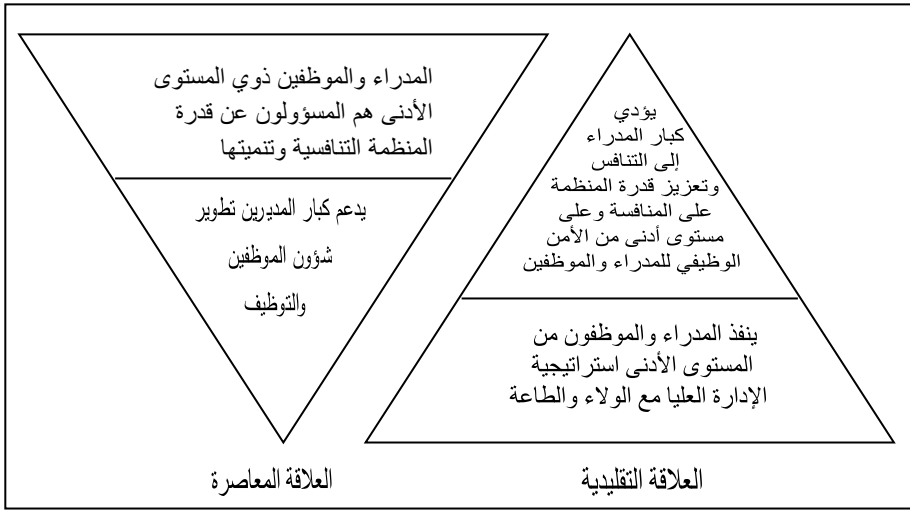 يؤدي
كبار المدراء
إلى التنافس
وتعزيز قدرة المنظمة
على المنافسة وعلى
مستوى أدنى من الأمن
الوظيفي للمدراء والموظفين
ينفذ المدراء والموظفون من
المستوى الأدنى استراتيجية
الإدارة العليا مع الولاء والطاعة
العلاقة التقليدية
المدراء والموظفين ذوي المستوى
الأدنى هم المسؤولون عن قدرة
المنظمة التنافسية وتنميتها
يدعم كبار المديرين تطوير
شؤون الموظفين
والتوظيف
العلاقة المعاصرة